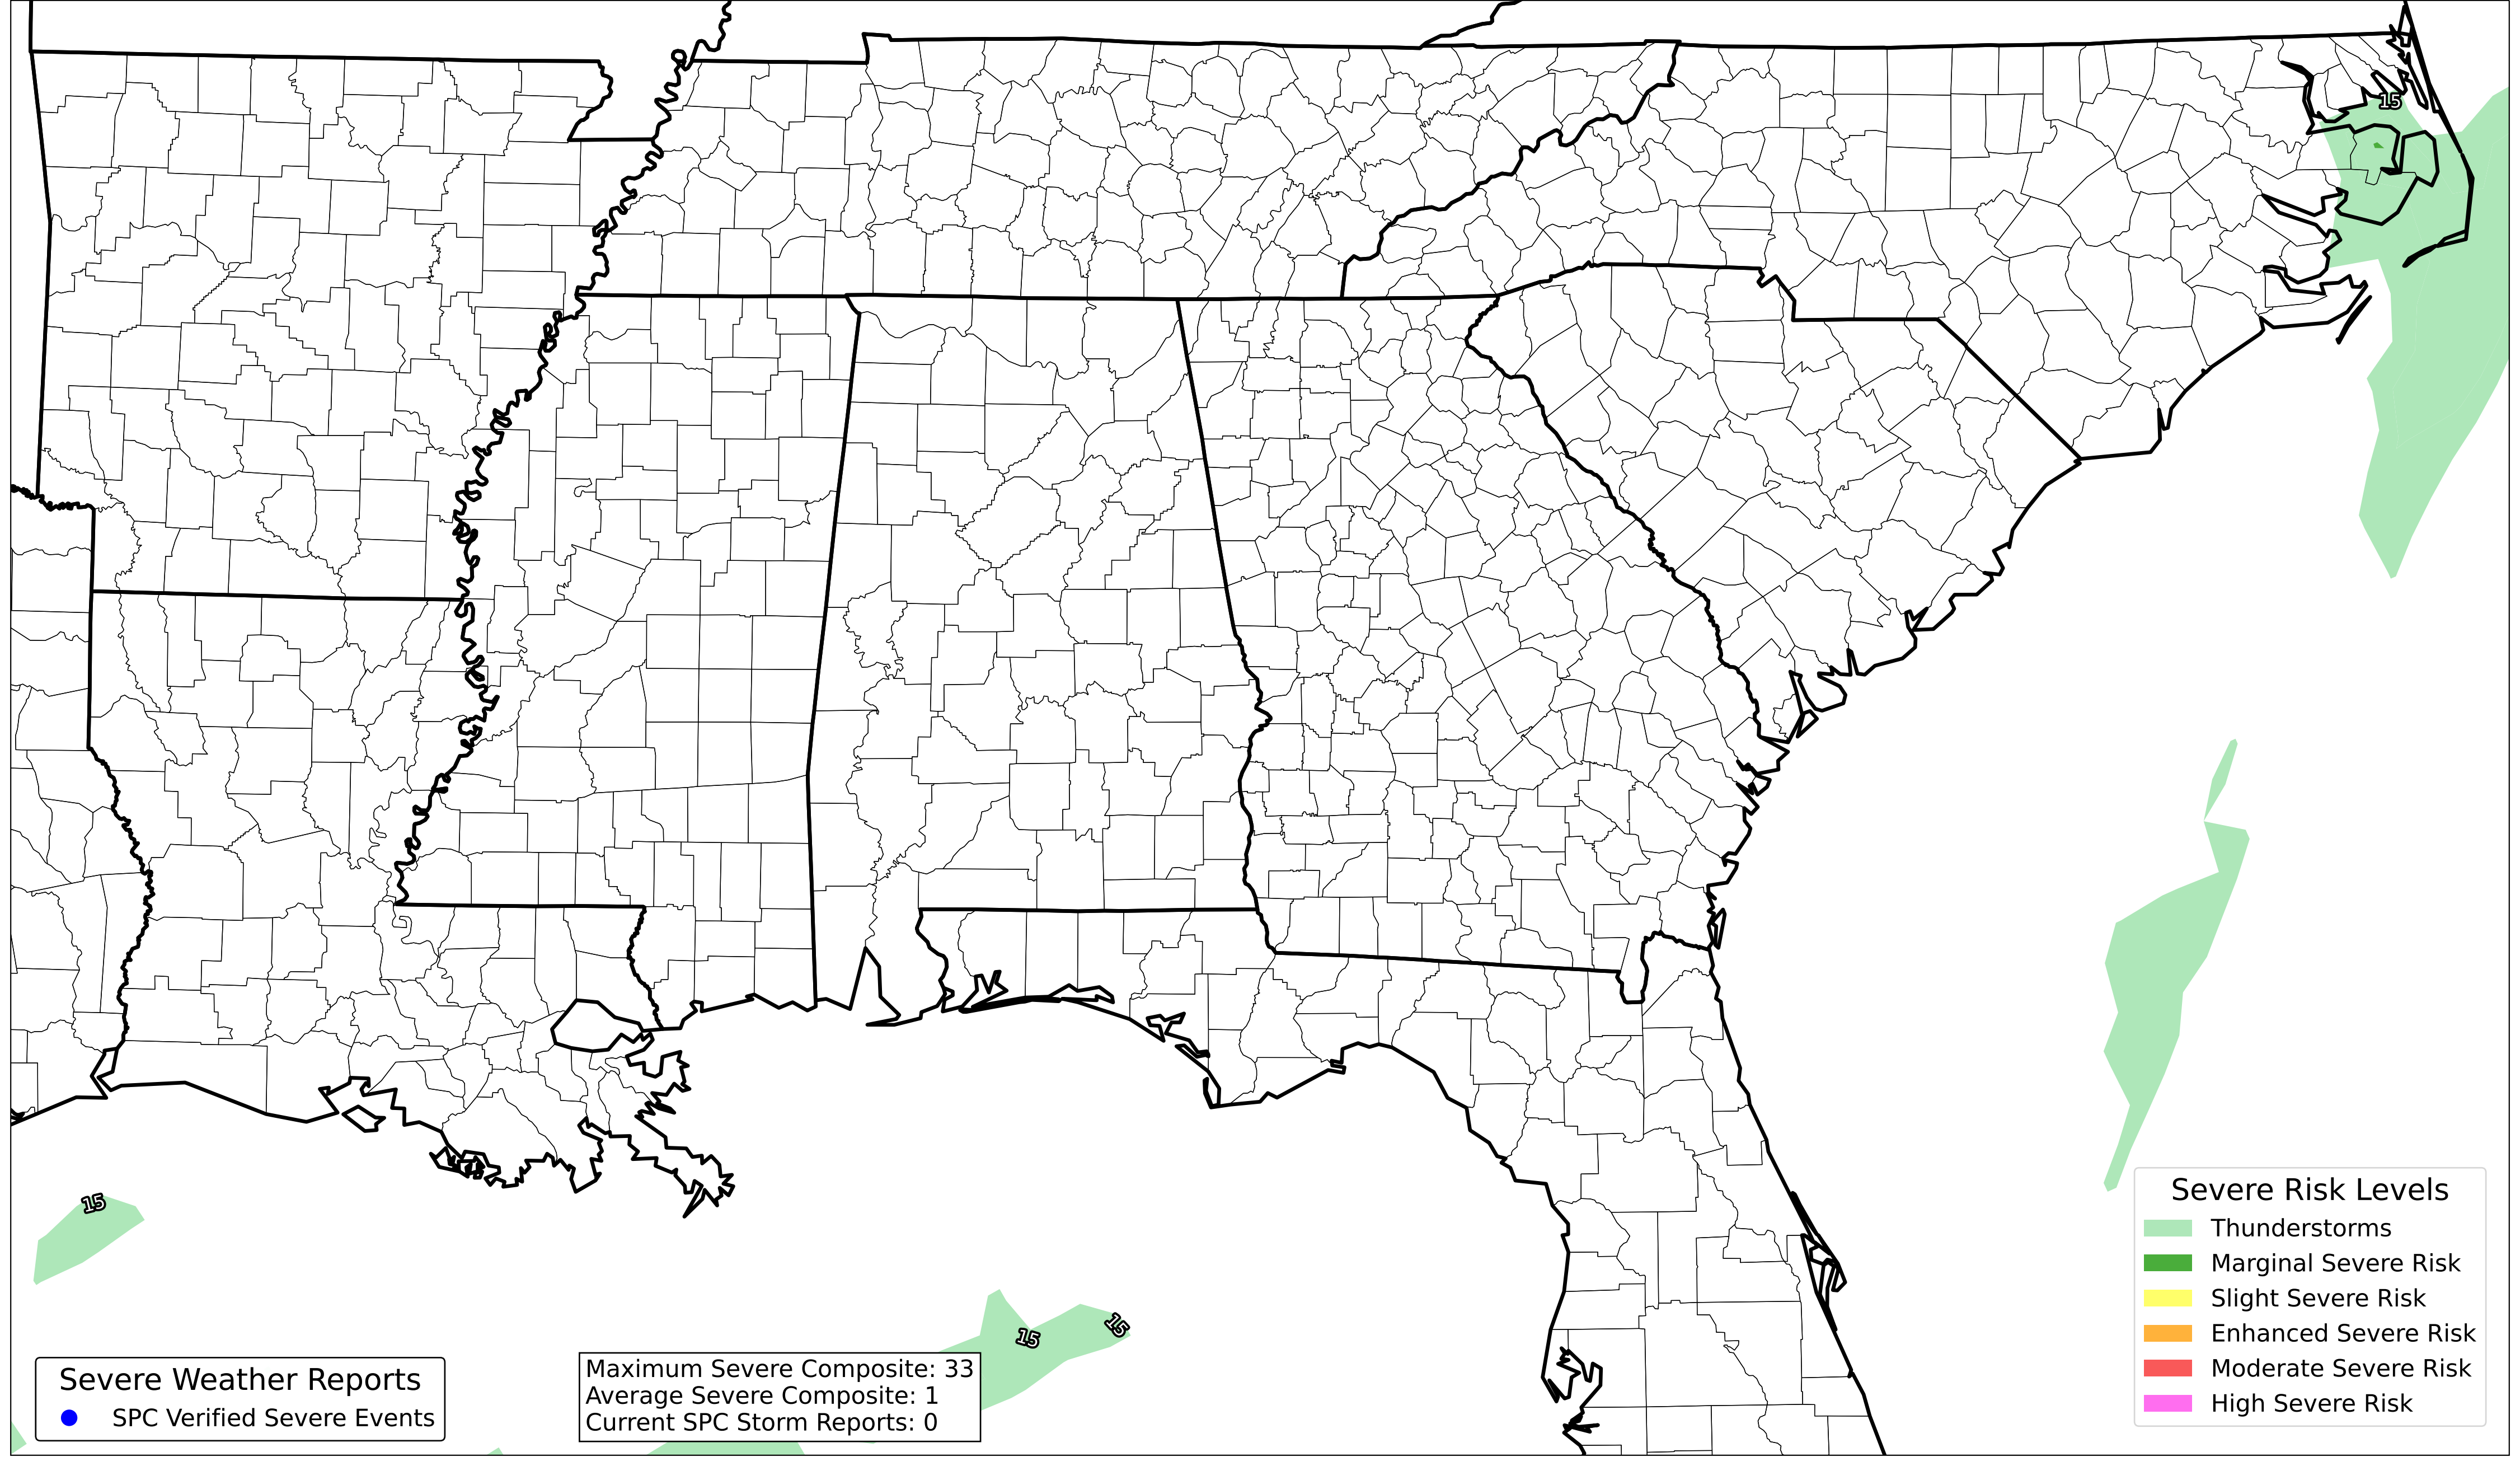 15
15
15
15
Severe Risk Levels
Thunderstorms
Marginal Severe Risk
Slight Severe Risk
Enhanced Severe Risk
Moderate Severe Risk
High Severe Risk
Severe Weather Reports
SPC Verified Severe Events
Maximum Severe Composite: 33
Average Severe Composite: 1
Current SPC Storm Reports: 0